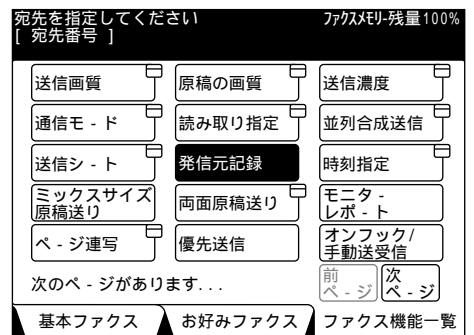 宛先を指定してください ﾌｧｸｽﾒﾓﾘｰ残量100%
[ 宛先番号 ]
送信画質 原稿の画質 送信濃度
通信モ - ド 読み取り指定 並列合成送信
送信シ - ト 発信元記録 時刻指定
ミックスサイズ
原稿送り
両面原稿送り
モニタ -
レポ - ト
ペ - ジ連写 優先送信
オンフック/
手動送受信
次のペ - ジがあります...
前
ペ - ジ
次
ペ - ジ
基本ファクス お好みファクス ファクス機能一覧